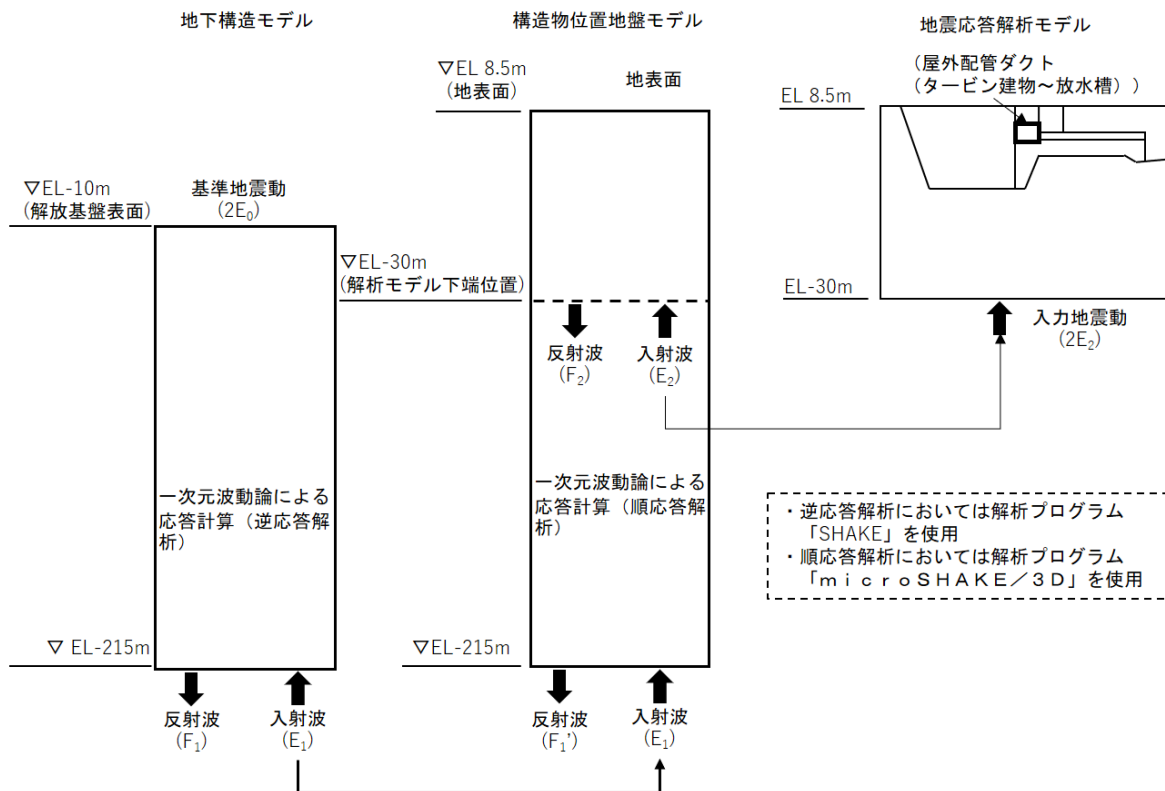 地下構造モデル
▽EL-10m
(解放基盤表面)
基準地震動
(2E₀)
一次元波動論による
応答計算（逆応答解
析）
▽ EL-215m
反射波
(F₁)
入射波
(E₁)
構造物位置地盤モデル
▽EL 8.5m
(地表面)
地表面
▽EL-30m
(解析モデル下端位置)
反射波
(F₂)
入射波
(E₂)
一次元波動論による
応答計算（順応答解
析）
▽EL-215m
反射波
(F₁’)
入射波
(E₁)
地震応答解析モデル
（屋外配管ダクト
（タービン建物～放水槽））
EL 8.5m
EL-30m
入力地震動
(2E₂)
・逆応答解析においては解析プログラム
「SHAKE」を使用
・順応答解析においては解析プログラム
「ｍｉｃｒｏSHAKE／３Ｄ」を使用